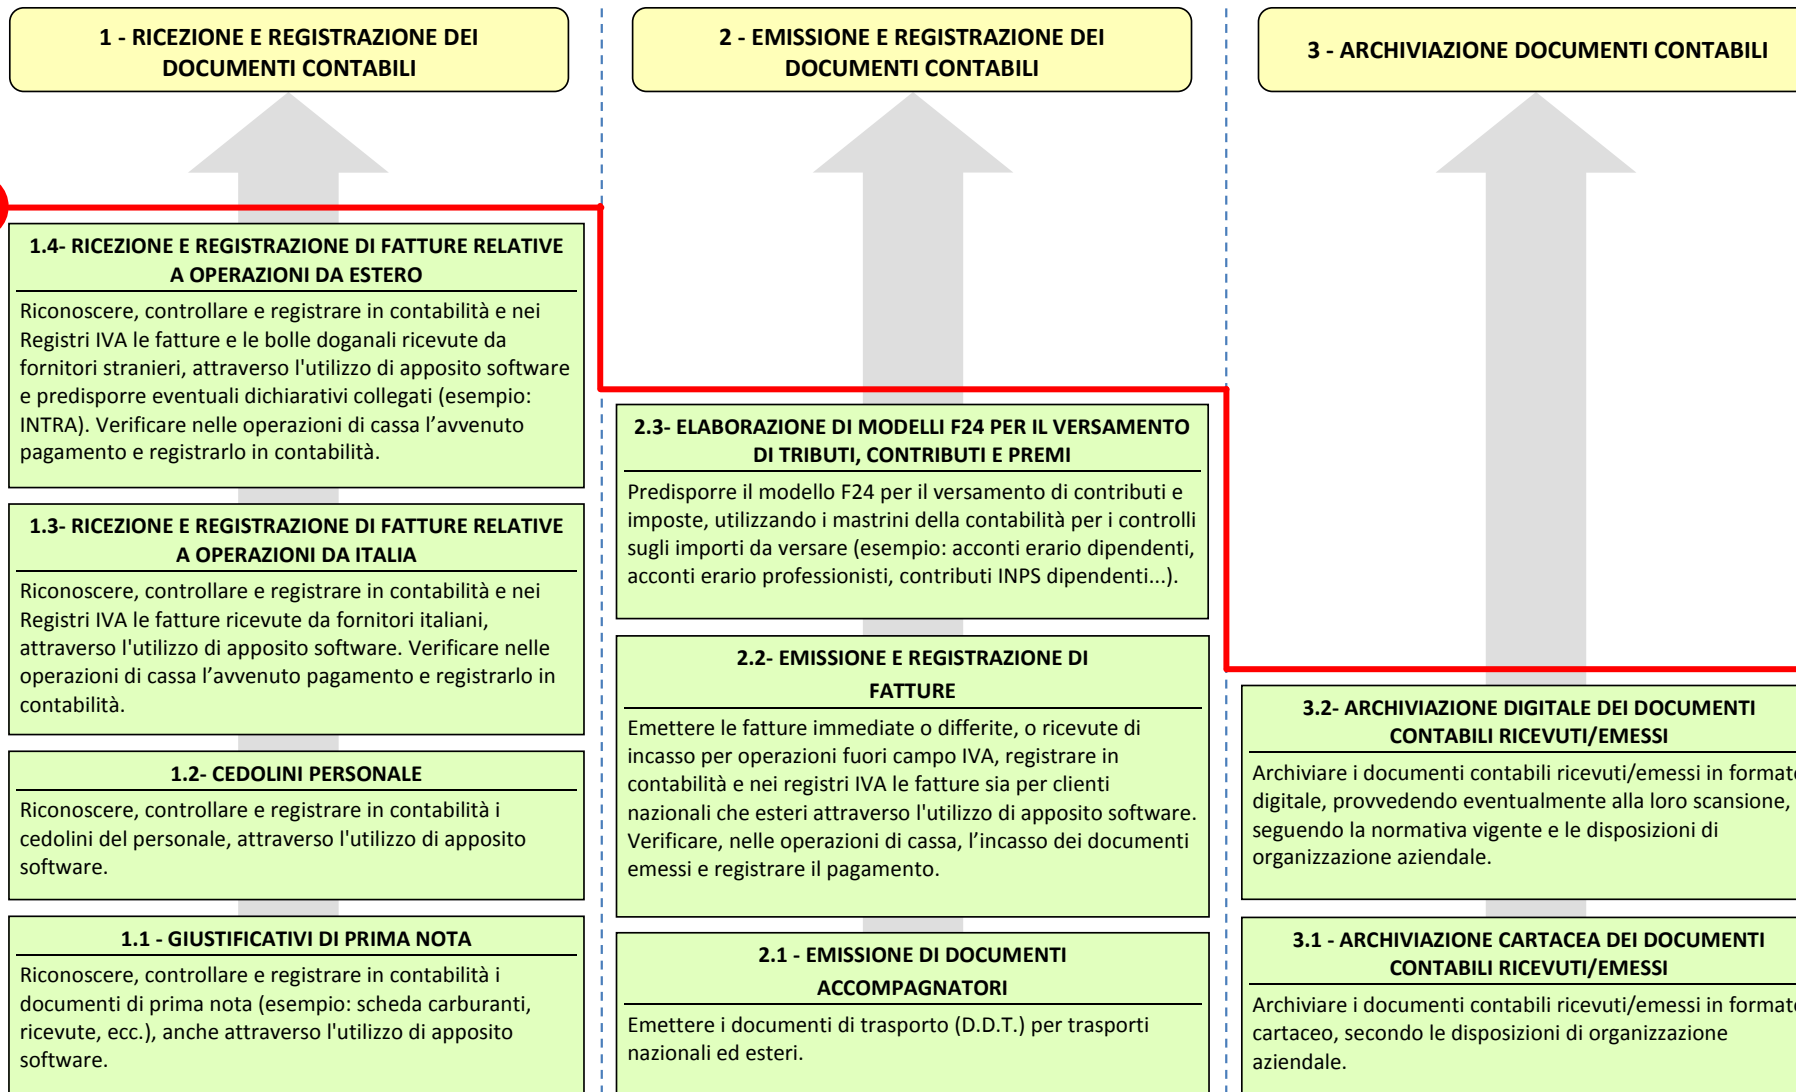 1 - RICEZIONE E REGISTRAZIONE DEI
DOCUMENTI CONTABILI
1.4- RICEZIONE E REGISTRAZIONE DI FATTURE RELATIVE
A OPERAZIONI DA ESTERO
Riconoscere, controllare e registrare in contabilità e nei
Registri IVA le fatture e le bolle doganali ricevute da
fornitori stranieri, attraverso l'utilizzo di apposito software
e predisporre eventuali dichiarativi collegati (esempio:
INTRA). Verificare nelle operazioni di cassa l’avvenuto
pagamento e registrarlo in contabilità.
1.3- RICEZIONE E REGISTRAZIONE DI FATTURE RELATIVE
A OPERAZIONI DA ITALIA
Riconoscere, controllare e registrare in contabilità e nei
Registri IVA le fatture ricevute da fornitori italiani,
attraverso l'utilizzo di apposito software. Verificare nelle
operazioni di cassa l’avvenuto pagamento e registrarlo in
contabilità.
1.2- CEDOLINI PERSONALE
Riconoscere, controllare e registrare in contabilità i
cedolini del personale, attraverso l'utilizzo di apposito
software.
1.1 - GIUSTIFICATIVI DI PRIMA NOTA
Riconoscere, controllare e registrare in contabilità i
documenti di prima nota (esempio: scheda carburanti,
ricevute, ecc.), anche attraverso l'utilizzo di apposito
software.
2 - EMISSIONE E REGISTRAZIONE DEI
DOCUMENTI CONTABILI
2.3- ELABORAZIONE DI MODELLI F24 PER IL VERSAMENTO
DI TRIBUTI, CONTRIBUTI E PREMI
Predisporre il modello F24 per il versamento di contributi e
imposte, utilizzando i mastrini della contabilità per i controlli
sugli importi da versare (esempio: acconti erario dipendenti,
acconti erario professionisti, contributi INPS dipendenti...).
2.2- EMISSIONE E REGISTRAZIONE DI
FATTURE
Emettere le fatture immediate o differite, o ricevute di
incasso per operazioni fuori campo IVA, registrare in
contabilità e nei registri IVA le fatture sia per clienti
nazionali che esteri attraverso l'utilizzo di apposito software.
Verificare, nelle operazioni di cassa, l’incasso dei documenti
emessi e registrare il pagamento.
2.1 - EMISSIONE DI DOCUMENTI
ACCOMPAGNATORI
Emettere i documenti di trasporto (D.D.T.) per trasporti
nazionali ed esteri.
3 - ARCHIVIAZIONE DOCUMENTI CONTABILI
3.2- ARCHIVIAZIONE DIGITALE DEI DOCUMENTI
CONTABILI RICEVUTI/EMESSI
Archiviare i documenti contabili ricevuti/emessi in formato
digitale, provvedendo eventualmente alla loro scansione,
seguendo la normativa vigente e le disposizioni di
organizzazione aziendale.
3.1 - ARCHIVIAZIONE CARTACEA DEI DOCUMENTI
CONTABILI RICEVUTI/EMESSI
Archiviare i documenti contabili ricevuti/emessi in formato
cartaceo, secondo le disposizioni di organizzazione
aziendale.